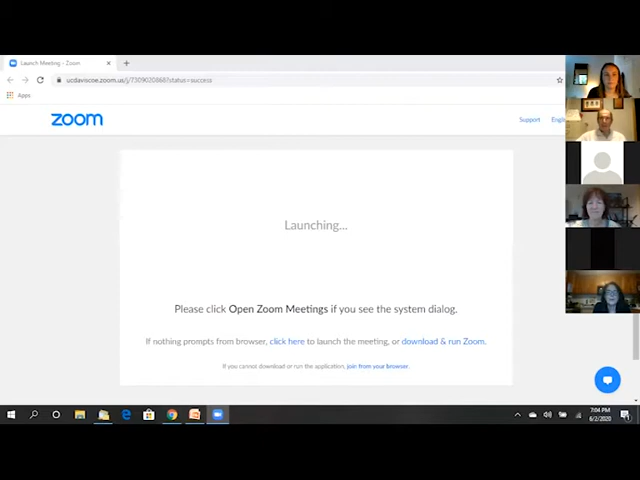 Launch Meeting - Zoom
ucdaviscoe.zoom.us/j/7309020868?status=success
Apps
zoom
Support
Launching...
Please click Open Zoom Meetings if you see the system dialog.
If nothing prompts from browser, click here to launch the meeting, or download & run Zoom.
If you cannot download or run the application, join from your browser.
7:04 PM
6/2/2020